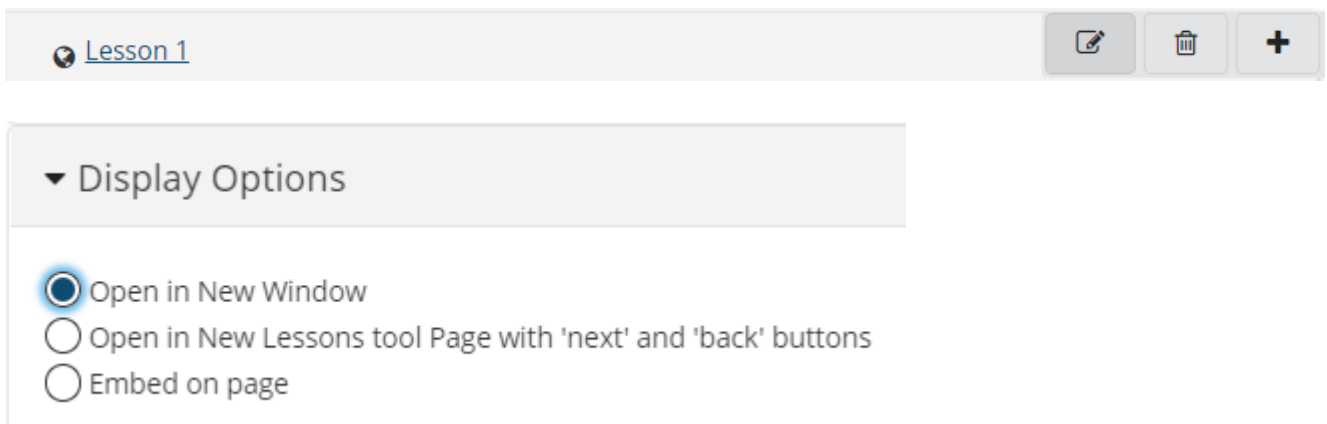 Lesson 1
Display Options
Open in New Window
Open in New Lessons tool Page with 'next' and 'back' buttons
Embed on page